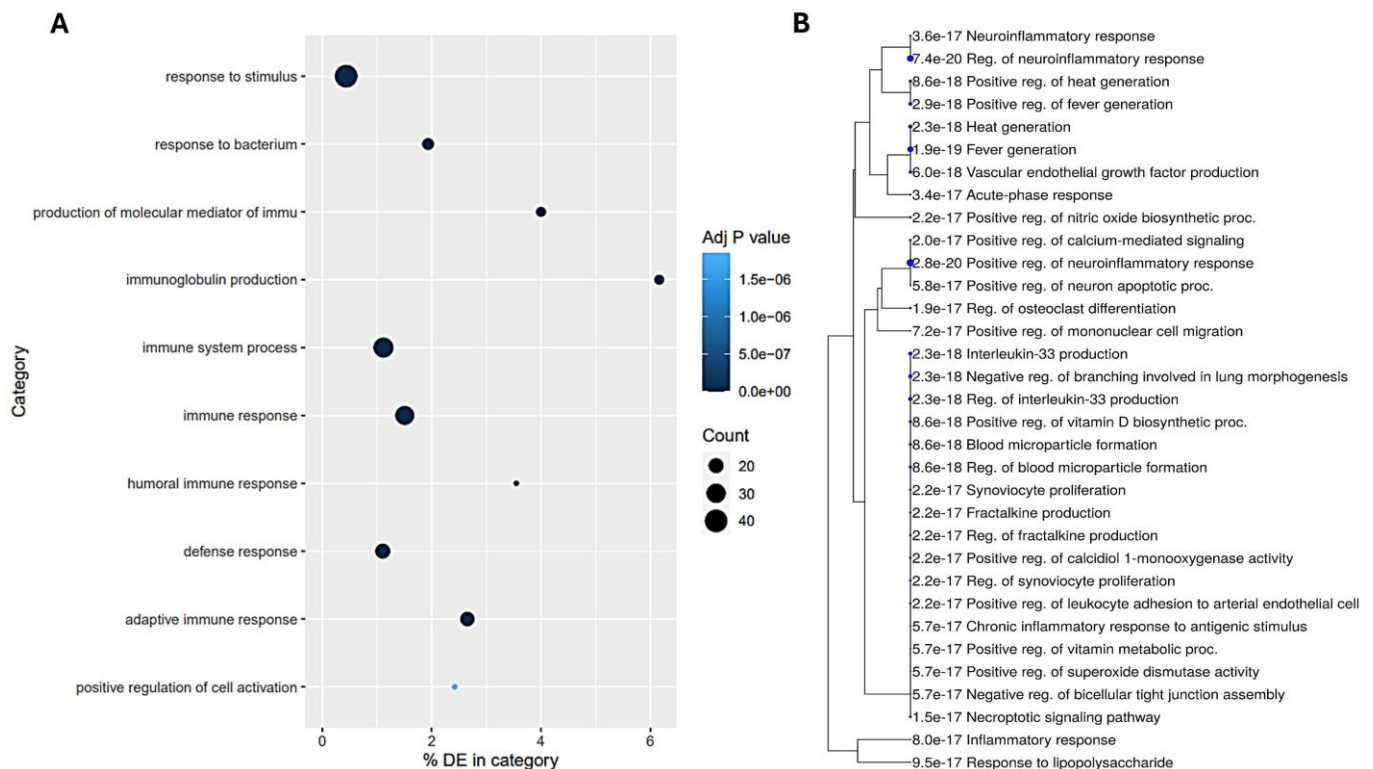 A
response to stimulus
response to bacterium
production of molecular mediator of immu
immunoglobulin production
immune system process
immune response
humoral immune response
defense response
adaptive immune response
positive regulation of cell activation
Category
0 2 4 6
% DE in category
Adj P value
1.5e−06
1.0e−06
5.0e−07
0.0e+00
Count
20
30
40
B
3.6e-17 Neuroinflammatory response
7.4e-20 Reg. of neuroinflammatory response
8.6e-18 Positive reg. of heat generation
2.9e-18 Positive reg. of fever generation
2.3e-18 Heat generation
1.9e-19 Fever generation
6.0e-18 Vascular endothelial growth factor production
3.4e-17 Acute-phase response
2.2e-17 Positive reg. of nitric oxide biosynthetic proc.
2.0e-17 Positive reg. of calcium-mediated signaling
2.8e-20 Positive reg. of neuroinflammatory response
5.8e-17 Positive reg. of neuron apoptotic proc.
1.9e-17 Reg. of osteoclast differentiation
7.2e-17 Positive reg. of mononuclear cell migration
2.3e-18 Interleukin-33 production
2.3e-18 Negative reg. of branching involved in lung morphogenesis
2.3e-18 Reg. of interleukin-33 production
8.6e-18 Positive reg. of vitamin D biosynthetic proc.
8.6e-18 Blood microparticle formation
8.6e-18 Reg. of blood microparticle formation
2.2e-17 Synoviocyte proliferation
2.2e-17 Fractalkine production
2.2e-17 Reg. of fractalkine production
2.2e-17 Positive reg. of calcidiol 1-monooxygenase activity
2.2e-17 Reg. of synoviocyte proliferation
2.2e-17 Positive reg. of leukocyte adhesion to arterial endothelial cell
5.7e-17 Chronic inflammatory response to antigenic stimulus
5.7e-17 Positive reg. of vitamin metabolic proc.
5.7e-17 Positive reg. of superoxide dismutase activity
5.7e-17 Negative reg. of bicellular tight junction assembly
1.5e-17 Necroptotic signaling pathway
8.0e-17 Inflammatory response
9.5e-17 Response to lipopolysaccharide